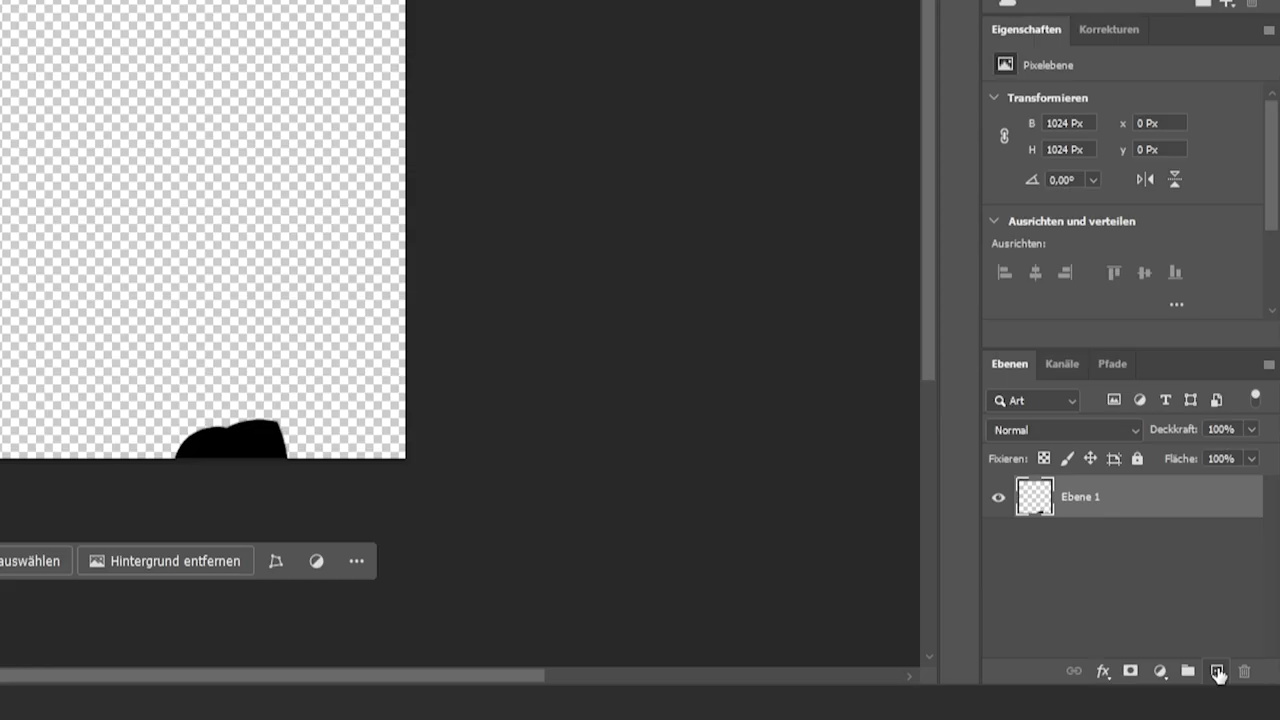 Eigenschaften Korrekturen
Pixelebene
Transformieren
B 1024 Px x 0 Px
H 1024 Px y 0 Px
0,00°
Ausrichten und verteilen
Ausrichten:
Ebenen Kanäle Pfade
Art
Normal Deckkraft: 100%
Fixieren: Fläche: 100%
Ebene 1
auswählen Hintergrund entfernen
fx